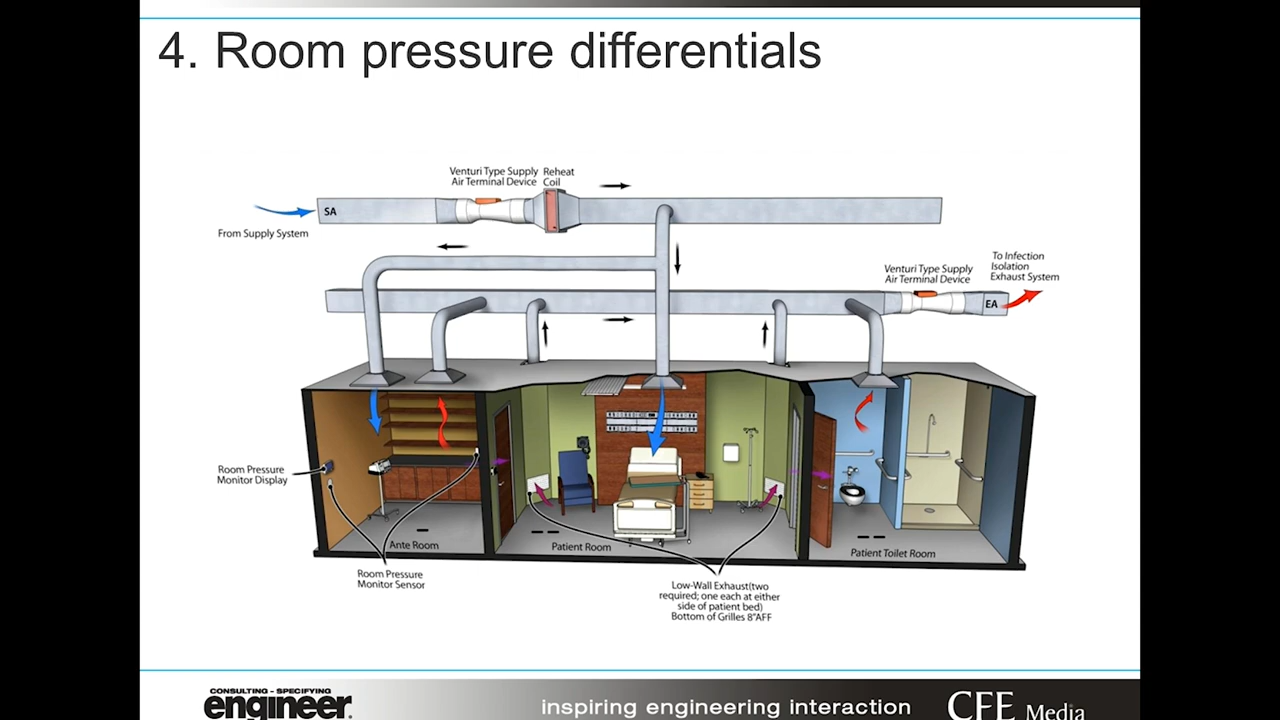 4. Room pressure differentials
Venturi Type Supply
Air Terminal Device
Reheat
Coil
SA
From Supply System
Venturi Type Supply
Air Terminal Device
To Infection
Isolation
Exhaust System
EA
Room Pressure
Monitor Display
Ante Room
Patient Room
Patient Toilet Room
Room Pressure
Monitor Sensor
Low-Wall Exhaust(two
required; one each at either
side of patient bed)
Bottom of Grilles 8"AFF
CONSULTING - SPECIFYING
engineer
inspiring engineering interaction
CFE Media